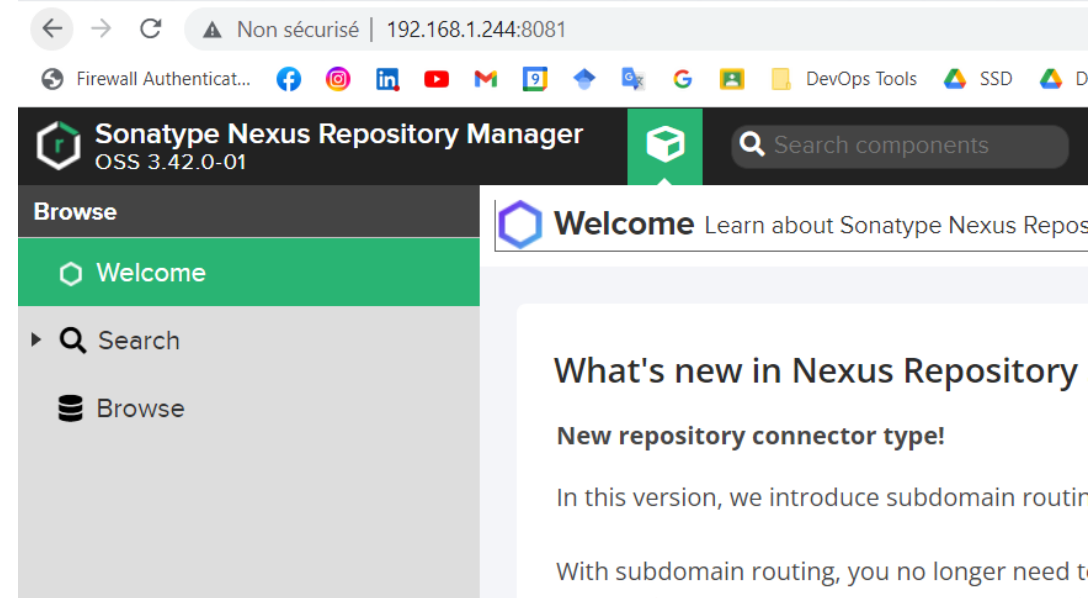 Non sécurisé | 192.168.1.244:8081
Firewall Authenticat... DevOps Tools SSD D
Sonatype Nexus Repository Manager
OSS 3.42.0-01
Search components
Browse
Welcome Learn about Sonatype Nexus Repos
Welcome
Search
Browse
What's new in Nexus Repository
New repository connector type!
In this version, we introduce subdomain routin
With subdomain routing, you no longer need to